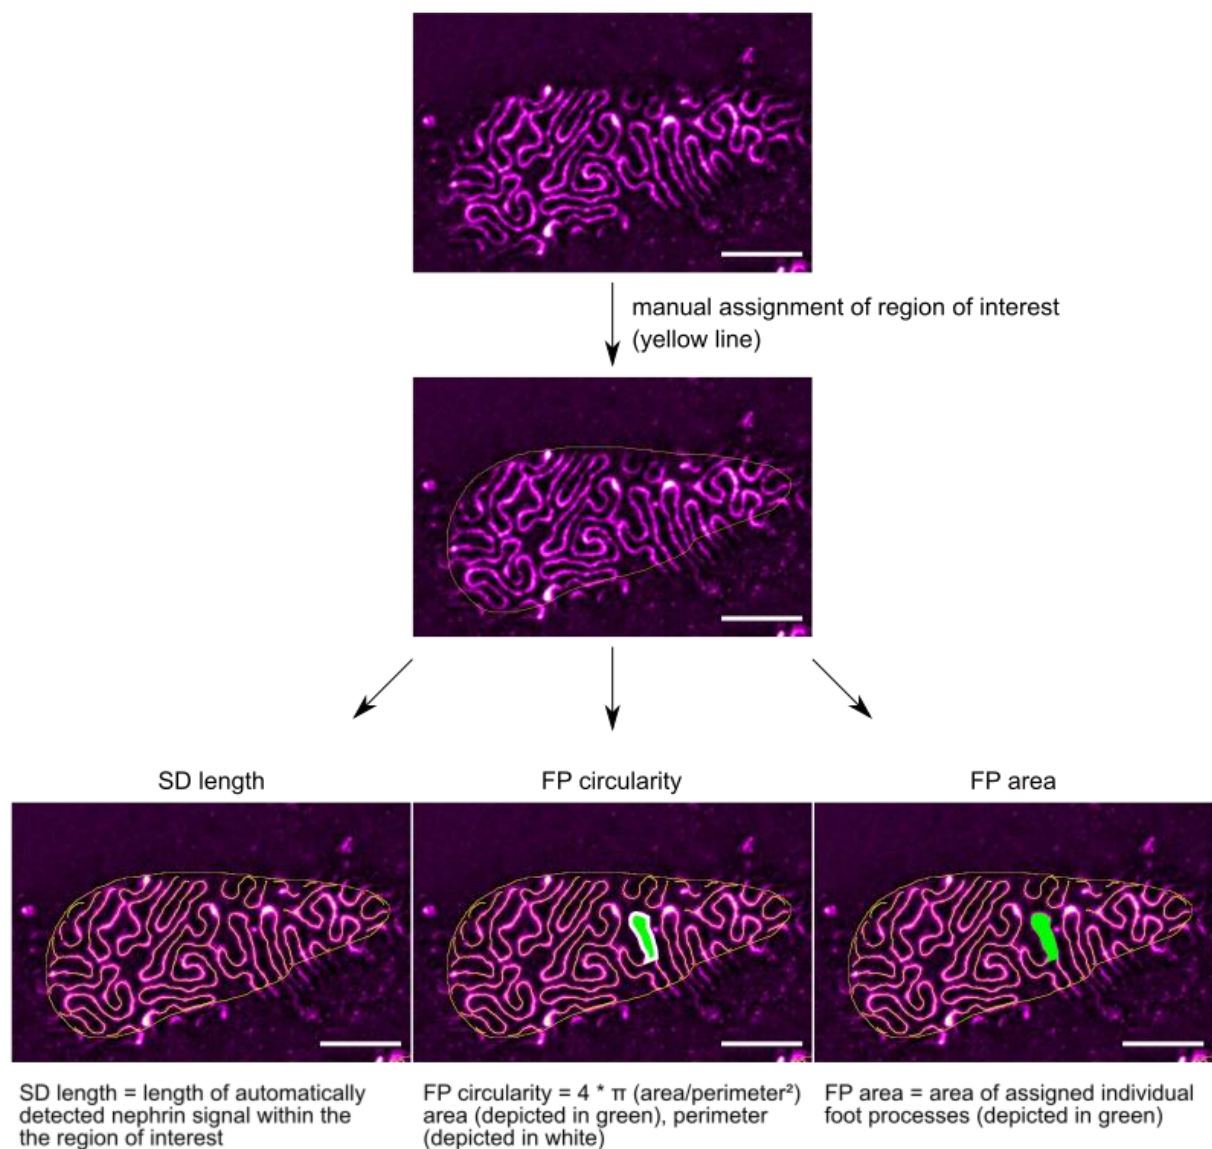 manual assignment of region of interest
(yellow line)
SD length
FP circularity
FP area
SD length = length of automatically
detected nephrin signal within the
the region of interest
FP circularity = 4 * π (area/perimeter²)
area (depicted in green), perimeter
(depicted in white)
FP area = area of assigned individual
foot processes (depicted in green)